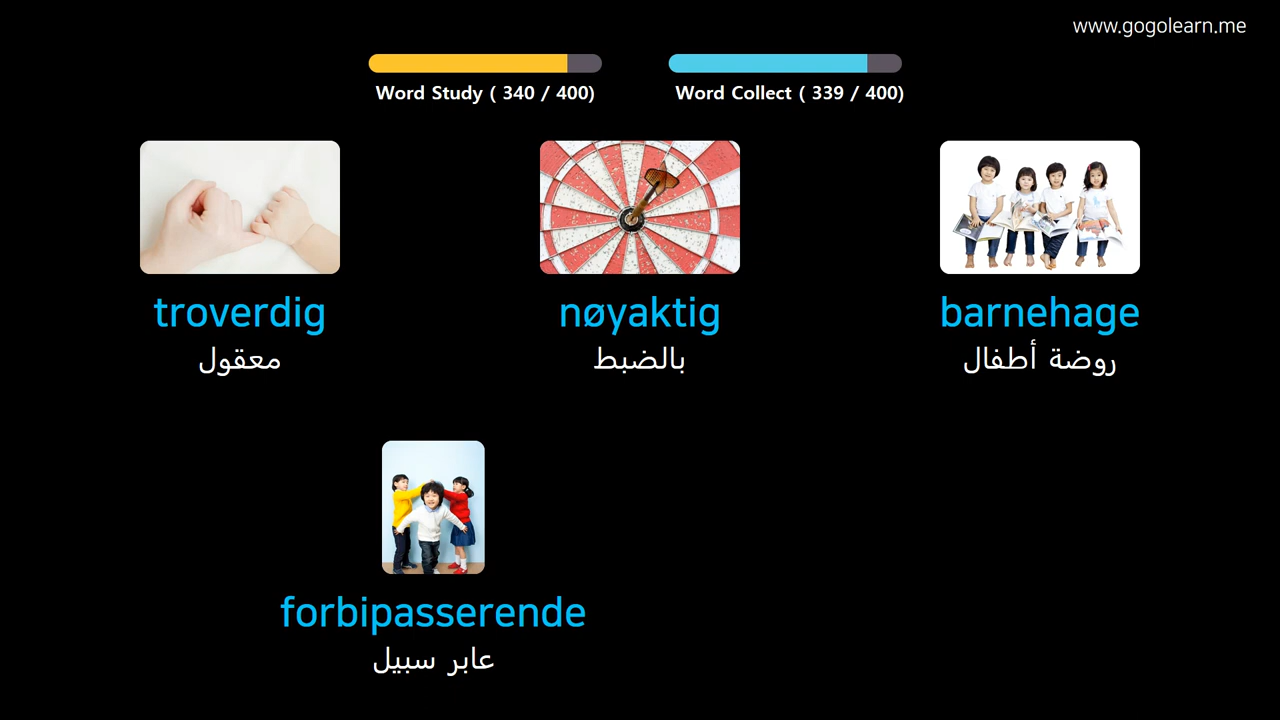 www.gogolearn.me
Word Study ( 340 / 400)
Word Collect ( 339 / 400)
troverdig
معقول
nøyaktig
بالضبط
barnehage
روضة أطفال
forbipasserende
عابر سبيل